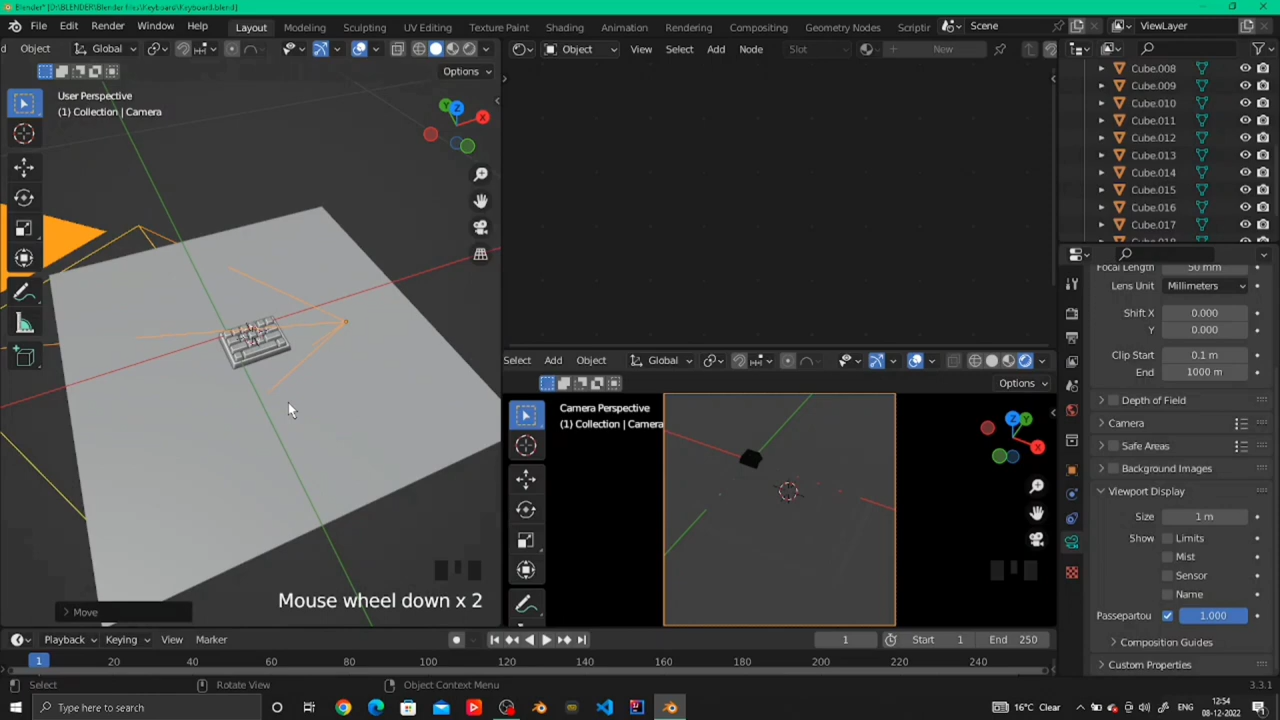 Blender* [D:\BLENDER\Blender files\Keyboard\Keyboard.blend]
File Edit Render Window Help Layout Modeling Sculpting UV Editing Texture Paint Shading Animation Rendering Compositing Geometry Nodes Scriptir Scene ViewLayer
Object Global Object View Select Add Node Slot New
Options
User Perspective
(1) Collection | Camera
X
Y
Z
Cube.008
Cube.009
Cube.010
Cube.011
Cube.012
Cube.013
Cube.014
Cube.015
Cube.016
Cube.017
Focal Length 50 mm
Lens Unit Millimeters
Shift X 0.000
Y 0.000
Clip Start 0.1 m
End 1000 m
Depth of Field
Camera
Safe Areas
Background Images
Viewport Display
Size 1 m
Show Limits
Mist
Sensor
Name
Passepartou 1.000
Composition Guides
Custom Properties
Select Add Object Global
Options
Camera Perspective
(1) Collection | Camera
X
Y
Z
Mouse wheel down x 2
Move
Playback Keying View Marker 1 Start 1 End 250
1 20 40 60 80 100 120 140 160 180 200 220 240
Select Rotate View Object Context Menu 3.3.1
Type here to search 16°C Clear ENG 12:54
08-12-2022